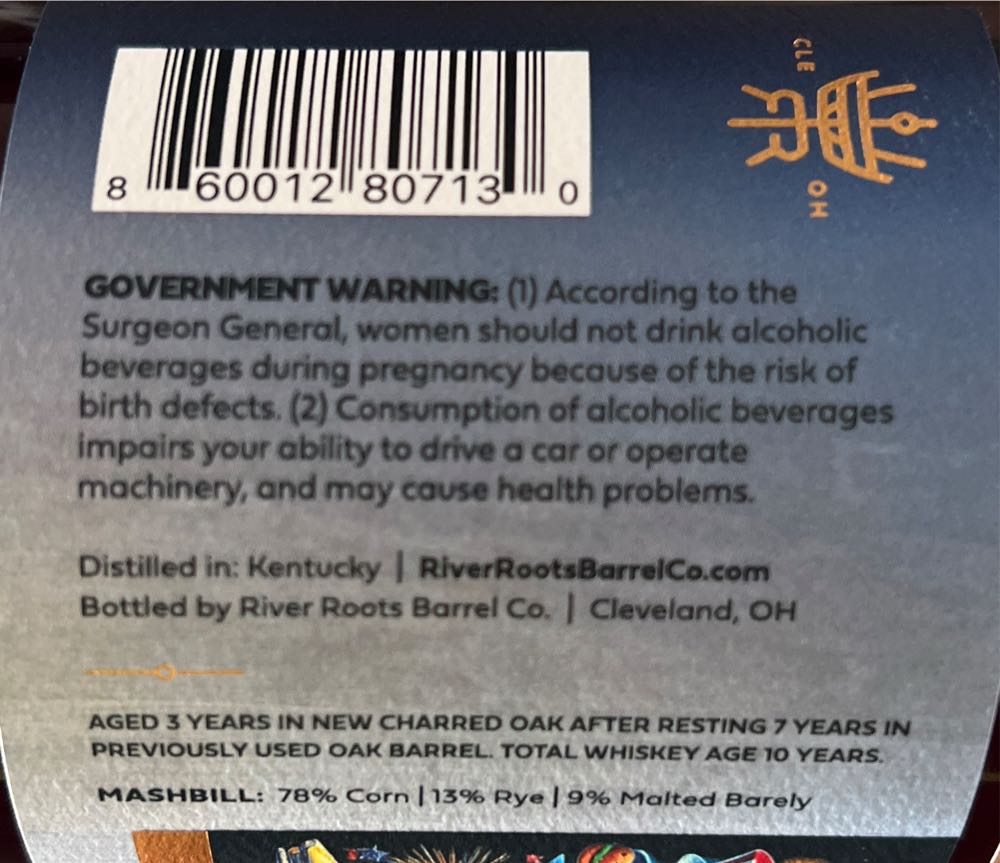 8 60012 80713 0
CLE
RR
OH
GOVERNMENT WARNING: (1) According to the
Surgeon General, women should not drink alcoholic
beverages during pregnancy because of the risk of
birth defects. (2) Consumption of alcoholic beverages
impairs your ability to drive a car or operate
machinery, and may cause health problems.
Distilled in: Kentucky | RiverRootsBarrelCo.com
Bottled by River Roots Barrel Co. | Cleveland, OH
AGED 3 YEARS IN NEW CHARRED OAK AFTER RESTING 7 YEARS IN
PREVIOUSLY USED OAK BARREL. TOTAL WHISKEY AGE 10 YEARS.
MASHBILL: 78% Corn | 13% Rye | 9% Malted Barely